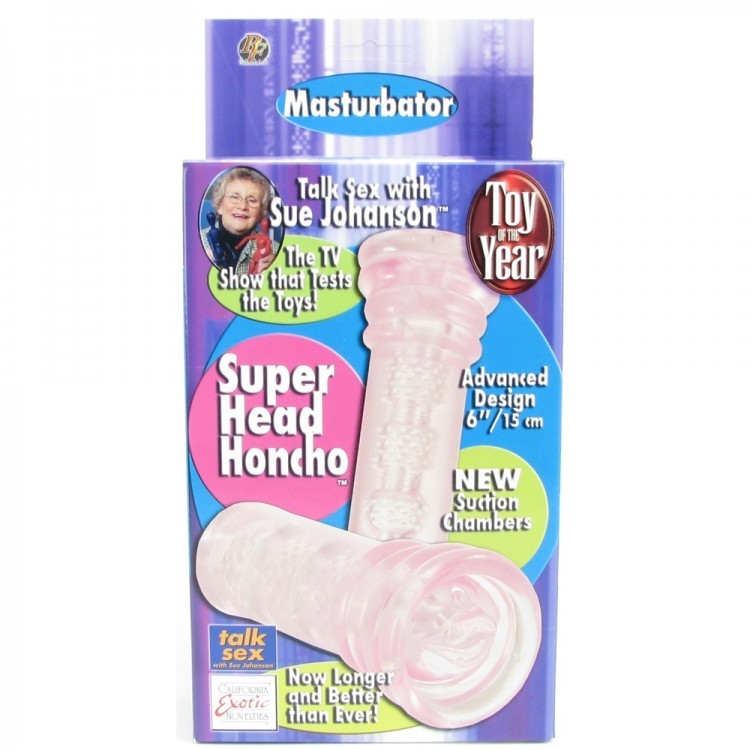 Masturbator
Talk Sex with
Sue Johanson™
The TV
Show that Tests
the Toys!
Toy
OF THE
Year
Super
Head
Honcho™
Advanced
Design
6"/15 cm
NEW
Suction
Chambers
talk
sex
with Sue Johanson
CALIFORNIA
Exotic
NOVELTIES
Now Longer
and Better
than Ever!